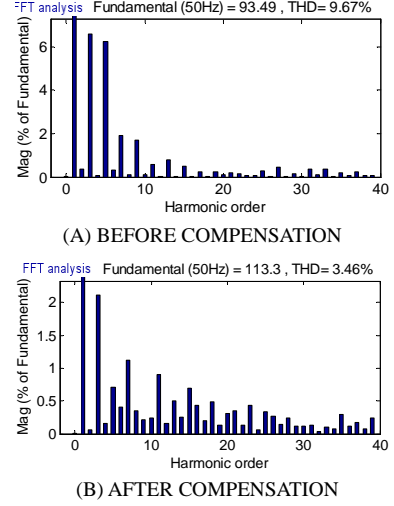 FFT analysis Fundamental (50Hz) = 93.49 , THD= 9.67%
Mag (% of Fundamental)
6
4
2
0
0 10 20 30 40
Harmonic order
(A) BEFORE COMPENSATION
FFT analysis Fundamental (50Hz) = 113.3 , THD= 3.46%
Mag (% of Fundamental)
2
1.5
1
0.5
0
0 10 20 30 40
Harmonic order
(B) AFTER COMPENSATION